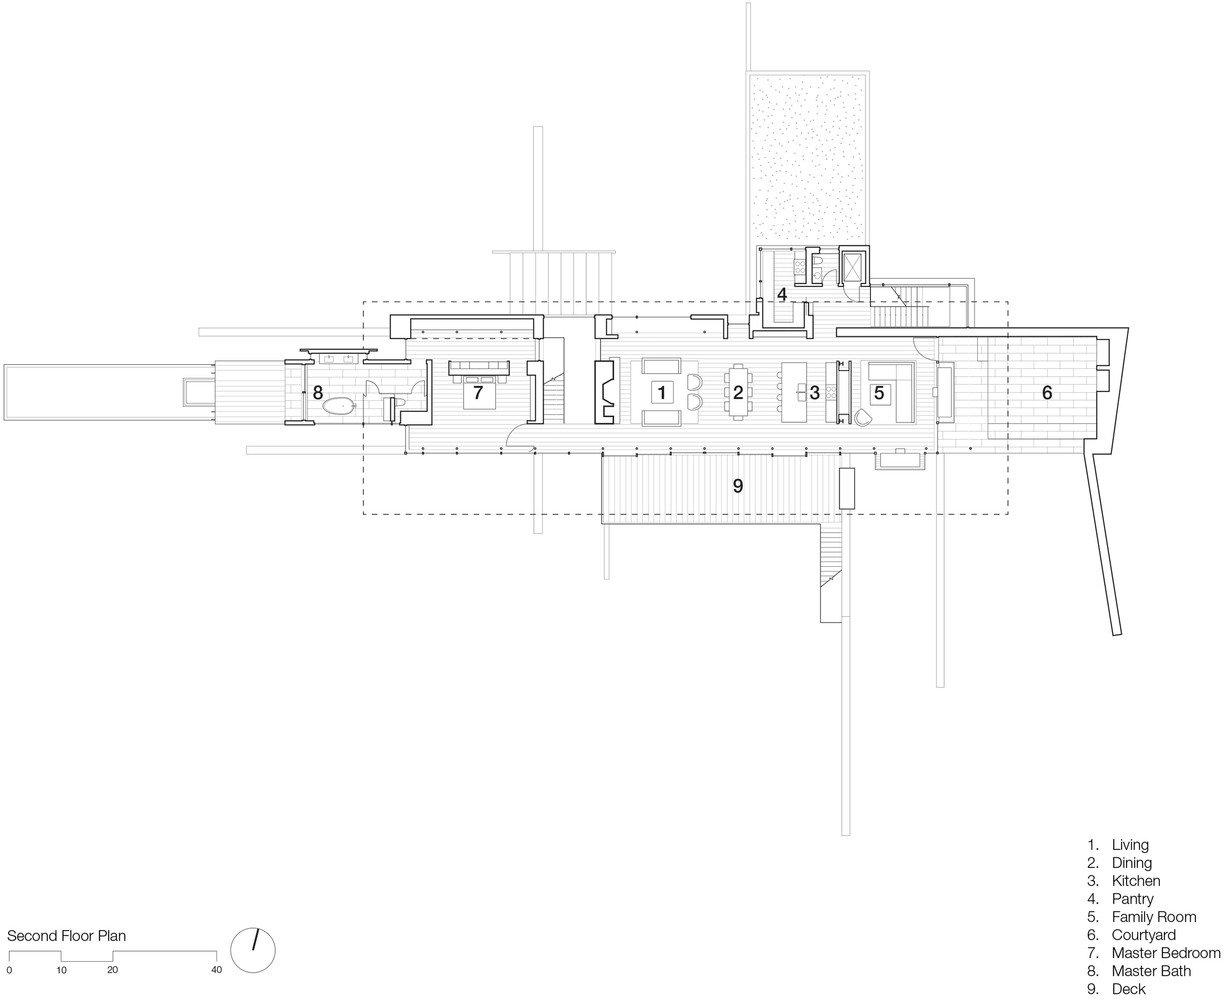 4
8
7
1
2
3
5
6
9
1. Living
2. Dining
3. Kitchen
4. Pantry
5. Family Room
6. Courtyard
7. Master Bedroom
8. Master Bath
9. Deck
Second Floor Plan
0 10 20 40